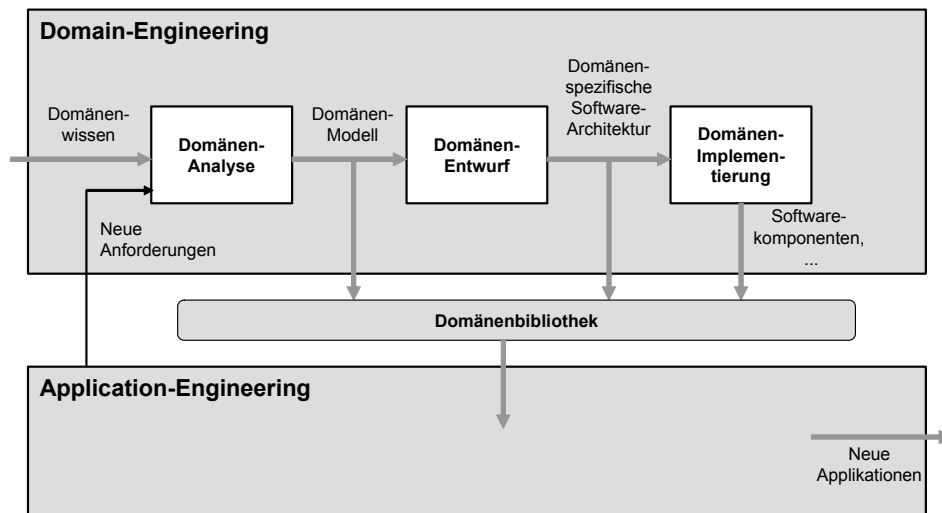 Domain-Engineering
Domänen-
wissen
Domänen-
Analyse
Domänen-
Modell
Domänen-
Entwurf
Domänen-
spezifische
Software-
Architektur
Domänen-
Implemen-
tierung
Neue
Anforderungen
Software-
komponenten,
...
Domänenbibliothek
Application-Engineering
Neue
Applikationen